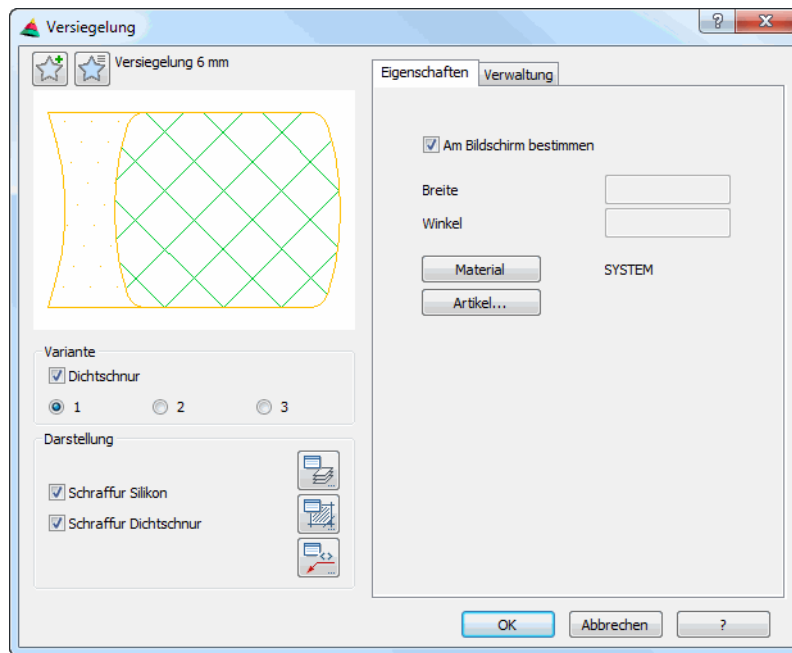 Versiegelung
?
X
Versiegelung 6 mm
Eigenschaften
Verwaltung
Am Bildschirm bestimmen
Breite
Winkel
Material
SYSTEM
Artikel...
Variante
Dichtschnur
1
2
3
Darstellung
Schraffur Silikon
Schraffur Dichtschnur
OK
Abbrechen
?